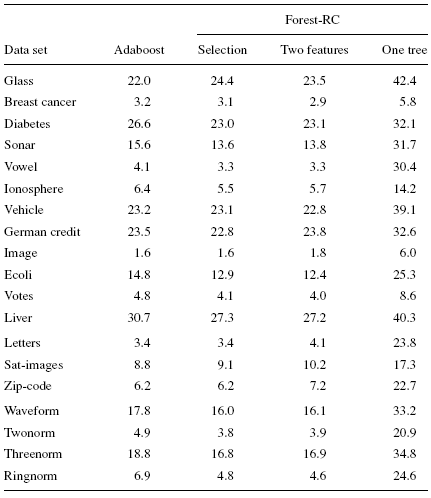 Forest-RC
Data set Adaboost Selection Two features One tree
Glass 22.0 24.4 23.5 42.4
Breast cancer 3.2 3.1 2.9 5.8
Diabetes 26.6 23.0 23.1 32.1
Sonar 15.6 13.6 13.8 31.7
Vowel 4.1 3.3 3.3 30.4
Ionosphere 6.4 5.5 5.7 14.2
Vehicle 23.2 23.1 22.8 39.1
German credit 23.5 22.8 23.8 32.6
Image 1.6 1.6 1.8 6.0
Ecoli 14.8 12.9 12.4 25.3
Votes 4.8 4.1 4.0 8.6
Liver 30.7 27.3 27.2 40.3
Letters 3.4 3.4 4.1 23.8
Sat-images 8.8 9.1 10.2 17.3
Zip-code 6.2 6.2 7.2 22.7
Waveform 17.8 16.0 16.1 33.2
Twonorm 4.9 3.8 3.9 20.9
Threenorm 18.8 16.8 16.9 34.8
Ringnorm 6.9 4.8 4.6 24.6